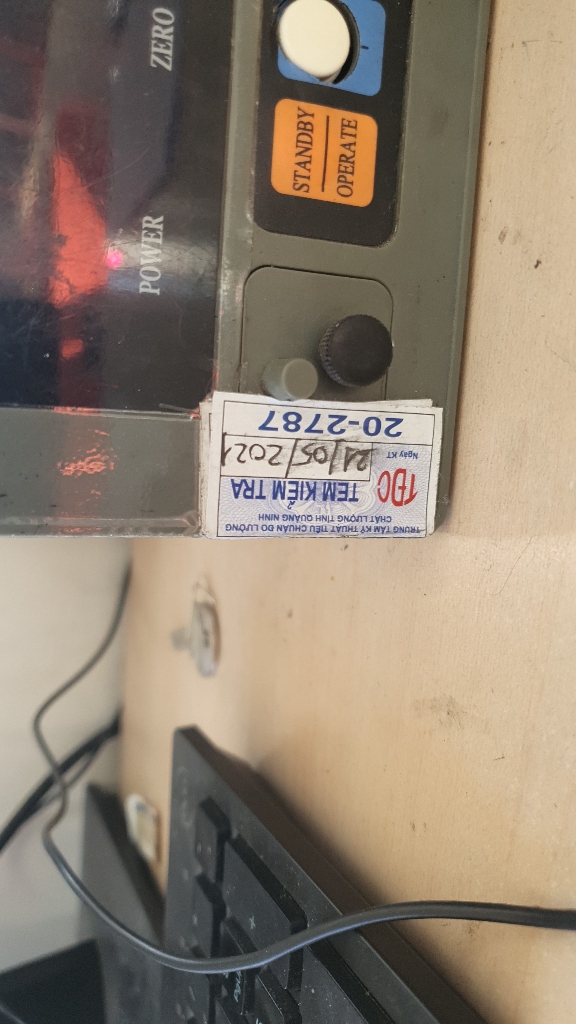 ZERO
POWER
STANDBY
OPERATE
TRUNG TÂM KỸ THUẬT TIÊU CHUẨN ĐO LƯỜNG
CHẤT LƯỢNG TỈNH QUẢNG NINH
TĐC
TEM KIỂM TRA
Ngày KT
21/05/2021
20-2787